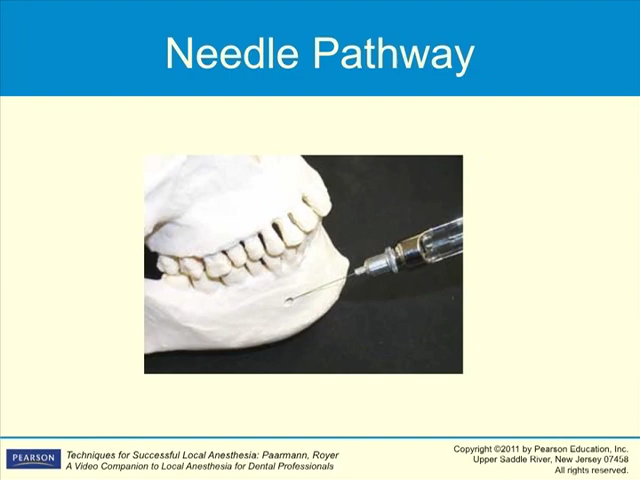 Needle Pathway
PEARSON
Techniques for Successful Local Anesthesia: Paarmann, Royer
A Video Companion to Local Anesthesia for Dental Professionals
Copyright ©2011 by Pearson Education, Inc.
Upper Saddle River, New Jersey 07458
All rights reserved.